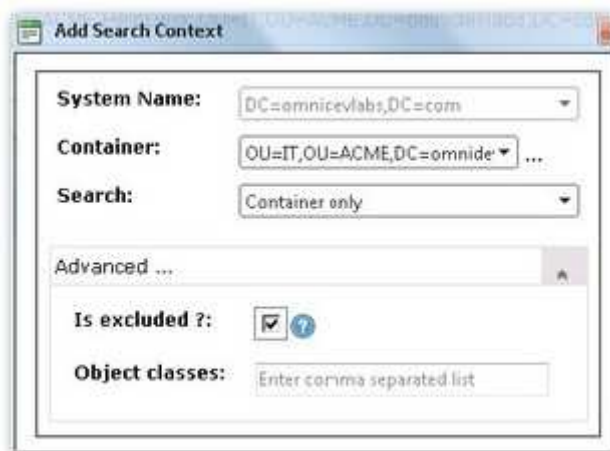 Add Search Context
System Name: DC=omnicevlabs,DC=com
Container: OU=IT,OU=ACME,DC=omnide ...
Search: Container only
Advanced ...
Is excluded ?: ?
Object classes: Enter comma separated list